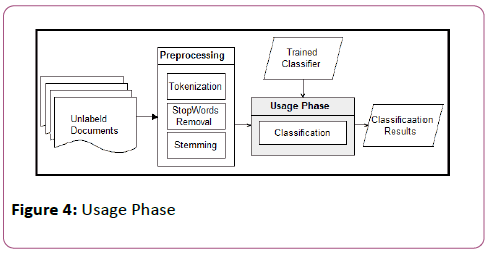 Unlabeld
Documents
Preprocessing
Tokenization
StopWords
Removal
Stemming
Trained
Classifier
Usage Phase
Classification
Classificaation
Results
Figure 4: Usage Phase